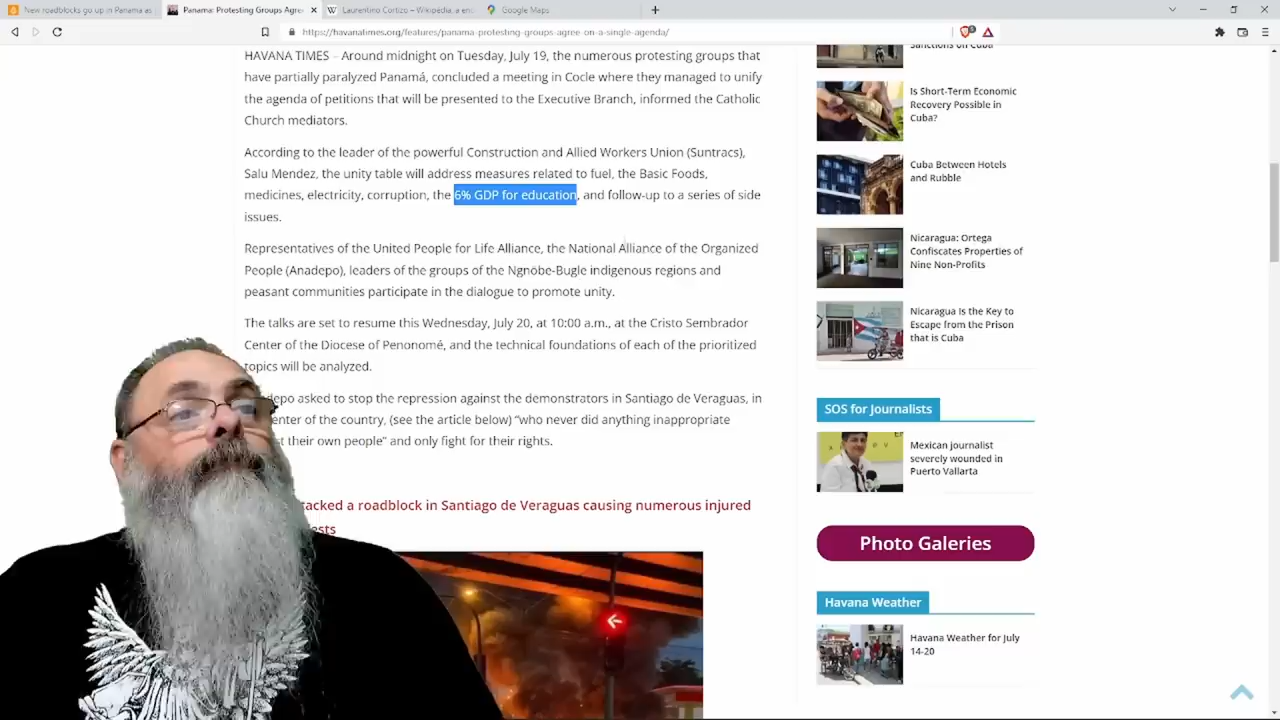 New roadblocks go up in Panama as
Panama: Protesting Groups Agre
Laurentino Cortizo - Wikipedia, a enc
Google Maps
https://havanatimes.org/features/panama-protesting-groups-agree-on-a-single-agenda/
HAVANA TIMES – Around midnight on Tuesday, July 19, the numerous protesting groups that
have partially paralyzed Panamá, concluded a meeting in Cocle where they managed to unify
the agenda of petitions that will be presented to the Executive Branch, informed the Catholic
Church mediators.
According to the leader of the powerful Construction and Allied Workers Union (Suntracs),
Salu Mendez, the unity table will address measures related to fuel, the Basic Foods,
medicines, electricity, corruption, the 6% GDP for education, and follow-up to a series of side
issues.
Representatives of the United People for Life Alliance, the National Alliance of the Organized
People (Anadepo), leaders of the groups of the Ngnobe-Bugle indigenous regions and
peasant communities participate in the dialogue to promote unity.
The talks are set to resume this Wednesday, July 20, at 10:00 a.m., at the Cristo Sembrador
Center of the Diocese of Penonomé, and the technical foundations of each of the prioritized
topics will be analyzed.
depo asked to stop the repression against the demonstrators in Santiago de Veraguas, in
enter of the country, (see the article below) “who never did anything inappropriate
st their own people” and only fight for their rights.
tacked a roadblock in Santiago de Veraguas causing numerous injured
ests
Sanctions on Cuba
Is Short-Term Economic
Recovery Possible in
Cuba?
Cuba Between Hotels
and Rubble
Nicaragua: Ortega
Confiscates Properties of
Nine Non-Profits
Nicaragua Is the Key to
Escape from the Prison
that is Cuba
SOS for Journalists
Mexican journalist
severely wounded in
Puerto Vallarta
Photo Galeries
Havana Weather
Havana Weather for July
14-20